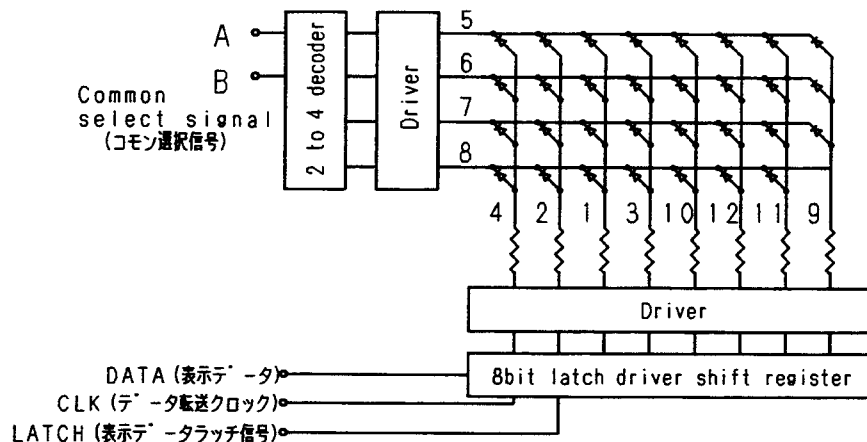 A
B
Common
select signal
(コモン選択信号)
2 to 4 decoder
Driver
5
6
7
8
4 2 1 3 10 12 11 9
Driver
8bit latch driver shift register
DATA (表示データ)
CLK (データ転送クロック)
LATCH (表示データラッチ信号)